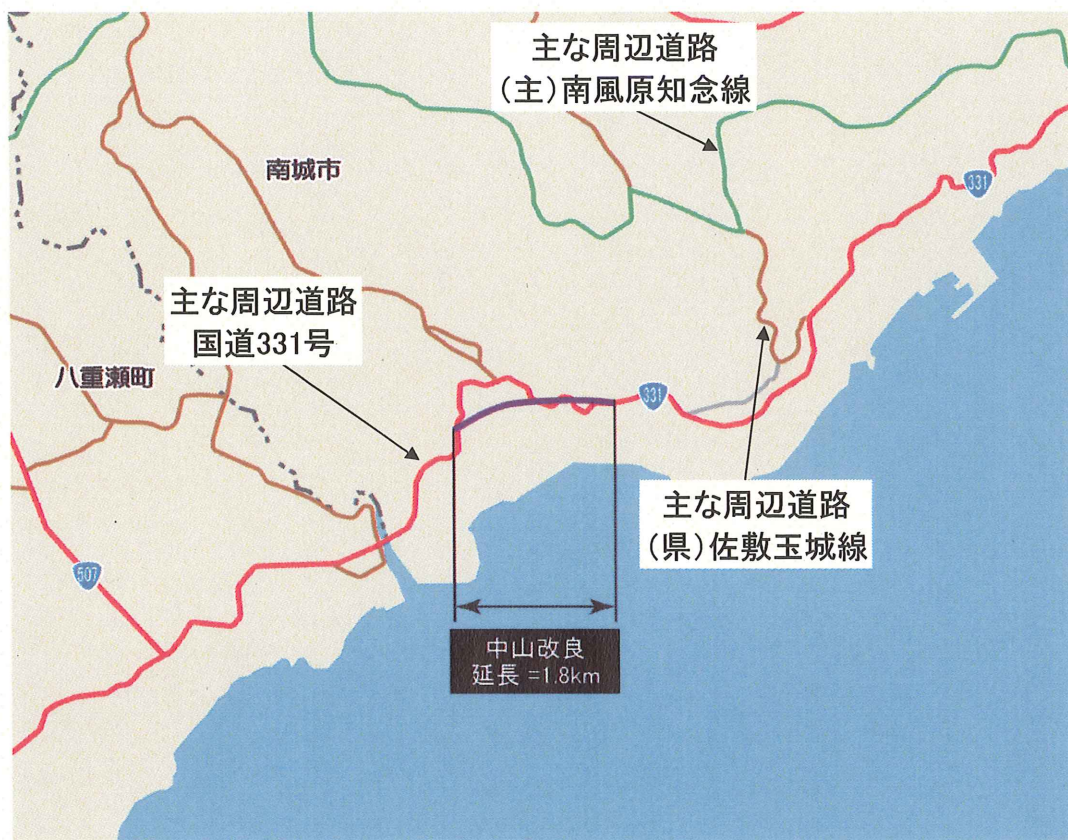 主な周辺道路
(主)南風原知念線
南城市
331
主な周辺道路
国道331号
八重瀬町
331
主な周辺道路
(県)佐敷玉城線
507
中山改良
延長=1.8km